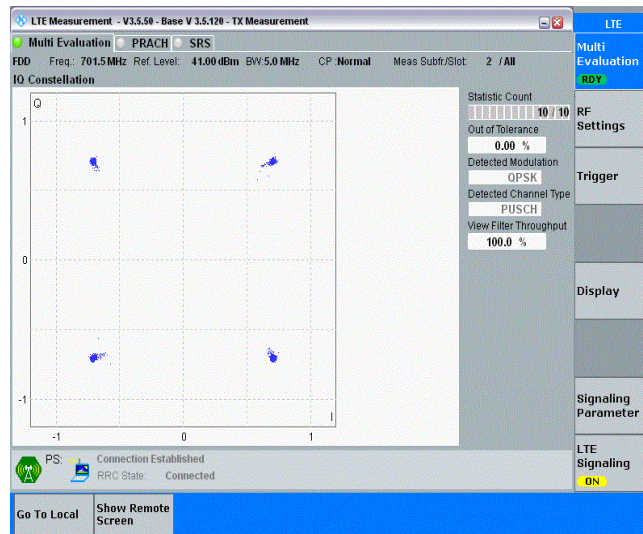 LTE Measurement - V3.5.50 - Base V 3.5.120 - TX Measurement
LTE
Multi Evaluation PRACH SRS
Multi
Evaluation
RDY
FDD Freq.: 701.5 MHz Ref. Level: 41.00 dBm BW:5.0 MHz CP :Normal Meas Subfr./Slot: 2 / All
IQ Constellation
Q
1
0
-1
I
-1 0 1
Statistic Count
10 / 10
Out of Tolerance
0.00 %
Detected Modulation
QPSK
Detected Channel Type
PUSCH
View Filter Throughput
100.0 %
RF
Settings
Trigger
Display
Signaling
Parameter
LTE
Signaling
ON
PS: Connection Established
RRC State: Connected
Go To Local
Show Remote
Screen